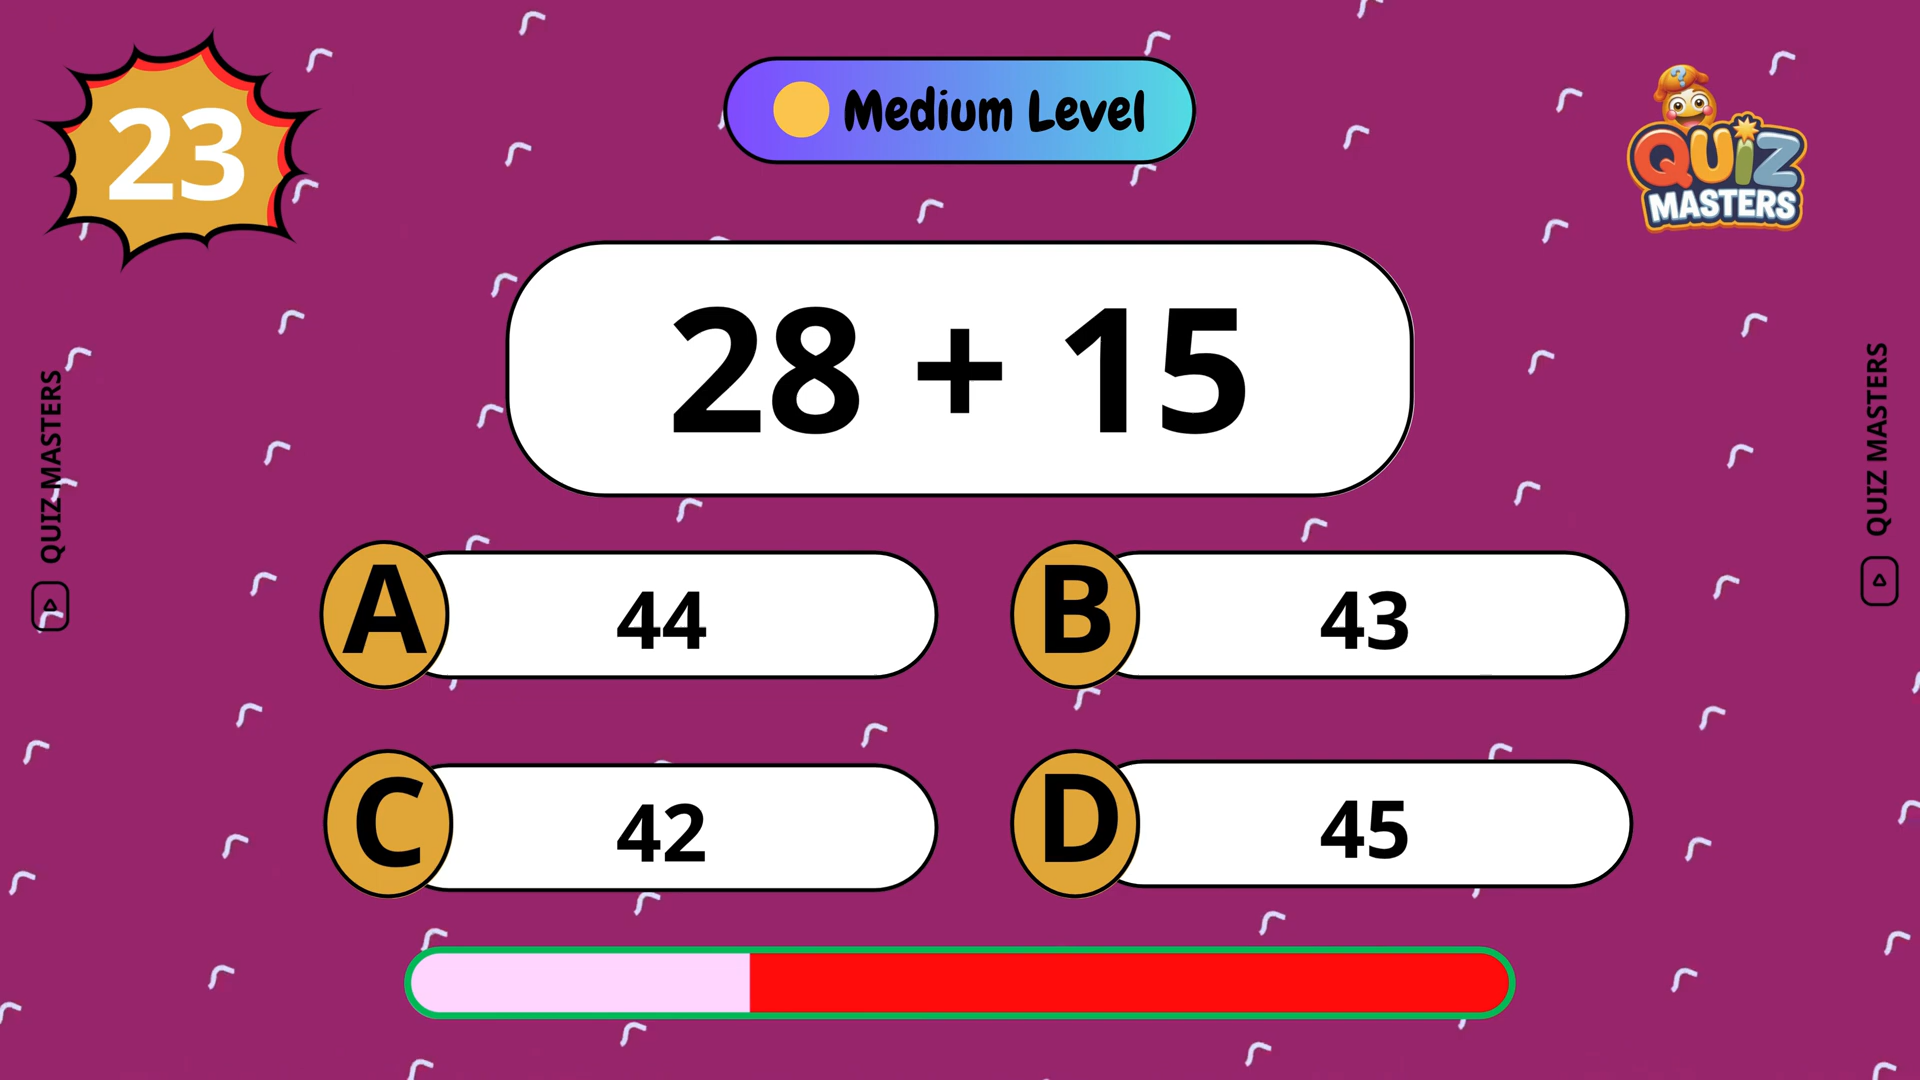 23
Medium Level
?
QUIZ
MASTERS
28 + 15
QUIZ MASTERS
QUIZ MASTERS
A 44
B 43
C 42
D 45